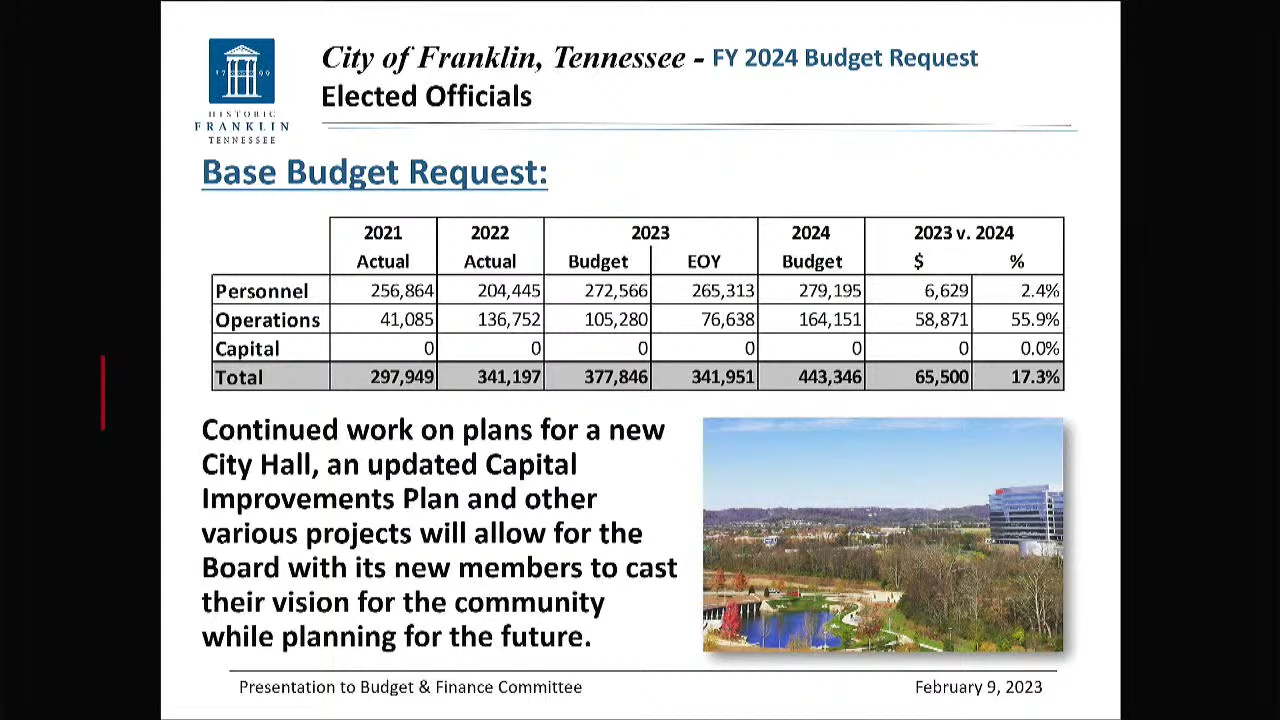 City of Franklin, Tennessee - FY 2024 Budget Request
Elected Officials
17 99
HISTORIC
FRANKLIN
TENNESSEE
Base Budget Request:
2021 2022 2023 2024 2023 v. 2024
Actual Actual Budget EOY Budget $ %
Personnel 256,864 204,445 272,566 265,313 279,195 6,629 2.4%
Operations 41,085 136,752 105,280 76,638 164,151 58,871 55.9%
Capital 0 0 0 0 0 0 0.0%
Total 297,949 341,197 377,846 341,951 443,346 65,500 17.3%
Continued work on plans for a new
City Hall, an updated Capital
Improvements Plan and other
various projects will allow for the
Board with its new members to cast
their vision for the community
while planning for the future.
Presentation to Budget & Finance Committee February 9, 2023